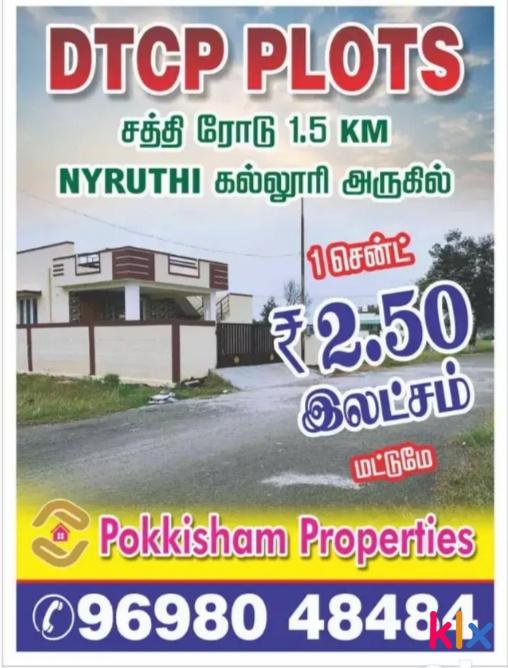 DTCP PLOTS
சத்தி ரோடு 1.5 KM
NYRUTHI கல்லூரி அருகில்
1 சென்ட்
₹ 2.50
இலட்சம்
மட்டுமே
Pokkisham Properties
96980 48484
klx